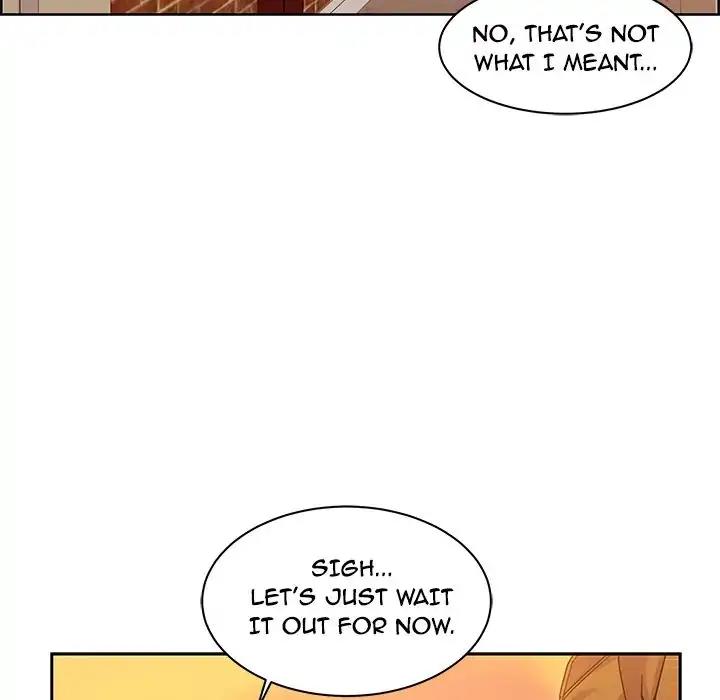 NO, THAT'S NOT
WHAT I MEANT...
SIGH...
LET'S JUST WAIT
IT OUT FOR NOW.